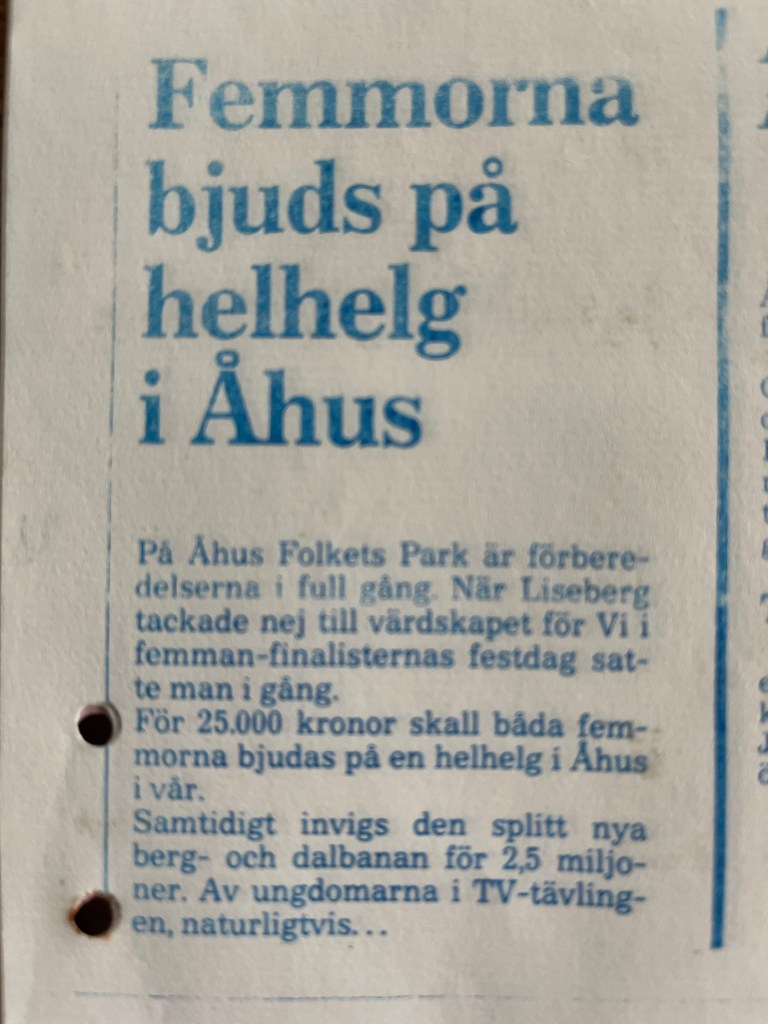 Femmorna
bjuds på
helhelg
i Åhus
På Åhus Folkets Park är förbere-
delserna i full gång. När Liseberg
tackade nej till värdskapet för Vi i
femman-finalisternas festdag sat-
te man i gång.
För 25.000 kronor skall båda fem-
morna bjudas på en helhelg i Åhus
i vår.
Samtidigt invigs den splitt nya
berg- och dalbanan för 2,5 miljo-
ner. Av ungdomarna i TV-tävling-
en, naturligtvis...